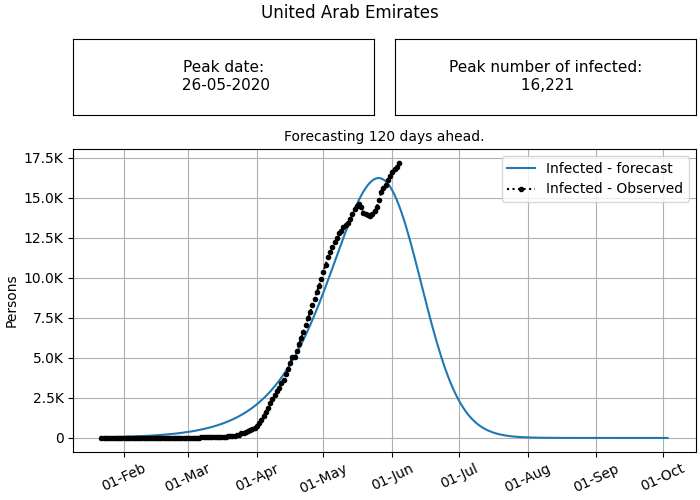 United Arab Emirates
Peak date:
26-05-2020
Peak number of infected:
16,221
Forecasting 120 days ahead.
Infected - forecast
Infected - Observed
Persons
17.5K
15.0K
12.5K
10.0K
7.5K
5.0K
2.5K
0
01-Feb
01-Mar
01-Apr
01-May
01-Jun
01-Jul
01-Aug
01-Sep
01-Oct